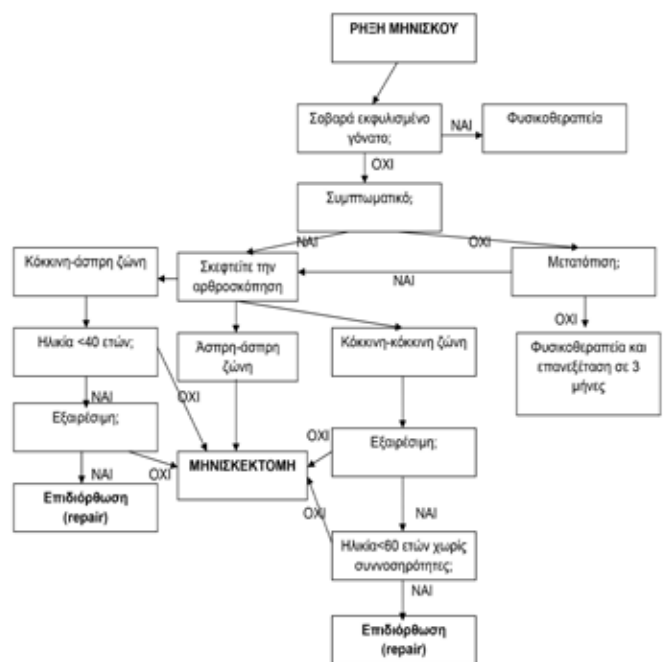 ΡΗΞΗ ΜΗΝΙΣΚΟΥ
Σοβαρά εκφυλισμένο
γόνατο;
ΝΑΙ
Φυσικοθεραπεία
ΟΧΙ
Συμπτωματικό;
ΝΑΙ
ΟΧΙ
Κόκκινη-άσπρη ζώνη
Σκεφτείτε την
αρθροσκόπηση
ΝΑΙ
Μετατόπιση;
ΟΧΙ
Ηλικία <40 ετών;
Άσπρη-άσπρη
ζώνη
Κόκκινη-κόκκινη ζώνη
Φυσικοθεραπεία και
επανεξέταση σε 3
μήνες
ΝΑΙ
ΟΧΙ
Εξαιρέσιμη;
ΟΧΙ
Εξαιρέσιμη;
ΝΑΙ
ΟΧΙ
ΜΗΝΙΣΚΕΚΤΟΜΗ
Επιδιόρθωση
(repair)
ΟΧΙ
ΝΑΙ
Ηλικία<60 ετών χωρίς
συννοσηρότητες;
ΝΑΙ
Επιδιόρθωση
(repair)